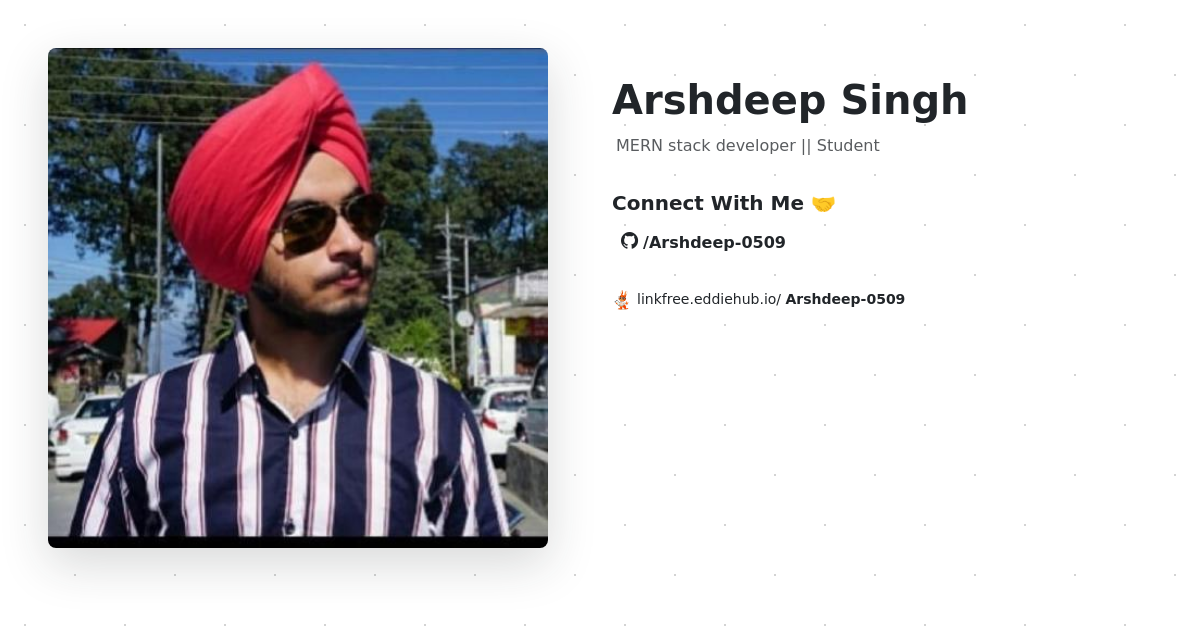 Arshdeep Singh
MERN stack developer || Student
Connect With Me 🤝
/Arshdeep-0509
linkfree.eddiehub.io/ Arshdeep-0509